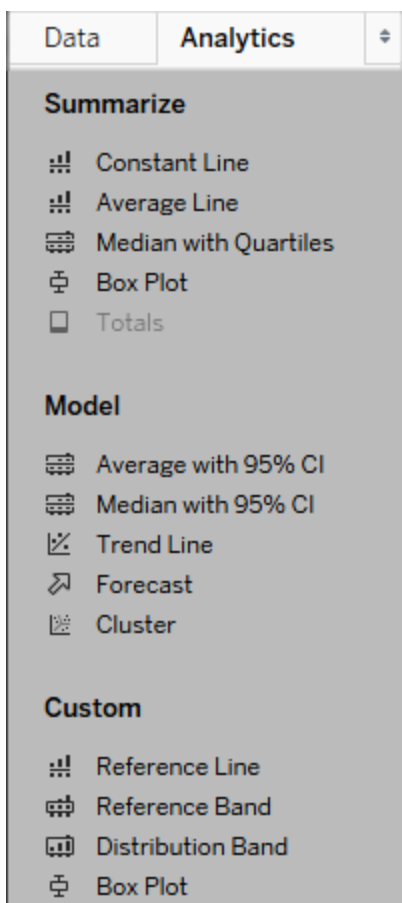 Data Analytics
Summarize
Constant Line
Average Line
Median with Quartiles
Box Plot
Totals
Model
Average with 95% CI
Median with 95% CI
Trend Line
Forecast
Cluster
Custom
Reference Line
Reference Band
Distribution Band
Box Plot